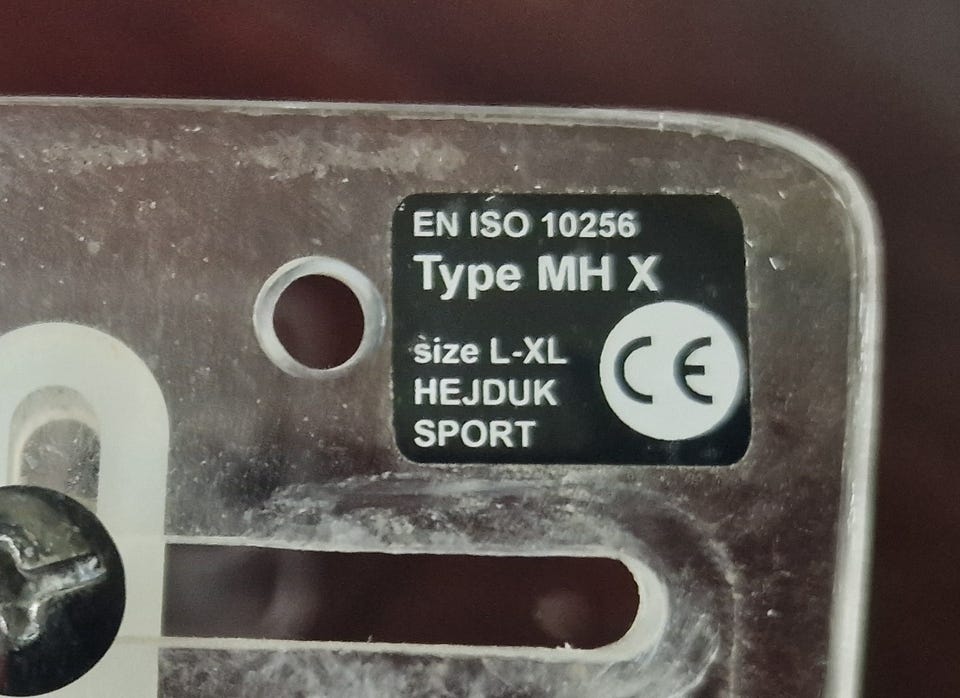 EN ISO 10256
Type MH X
size L-XL
HEJDUK
SPORT
CE